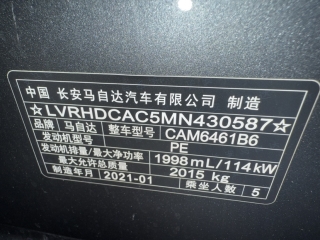 中国 长安马自达汽车有限公司 制造
☆LVRHDCAC5MN430587☆
品牌 马自达 整车型号 CAM6461B6
发动机型号 PE
发动机排量/最大净功率 1998mL/114kW
最大允许总质量 2015kg
制造年月 2021-01 乘坐人数 5